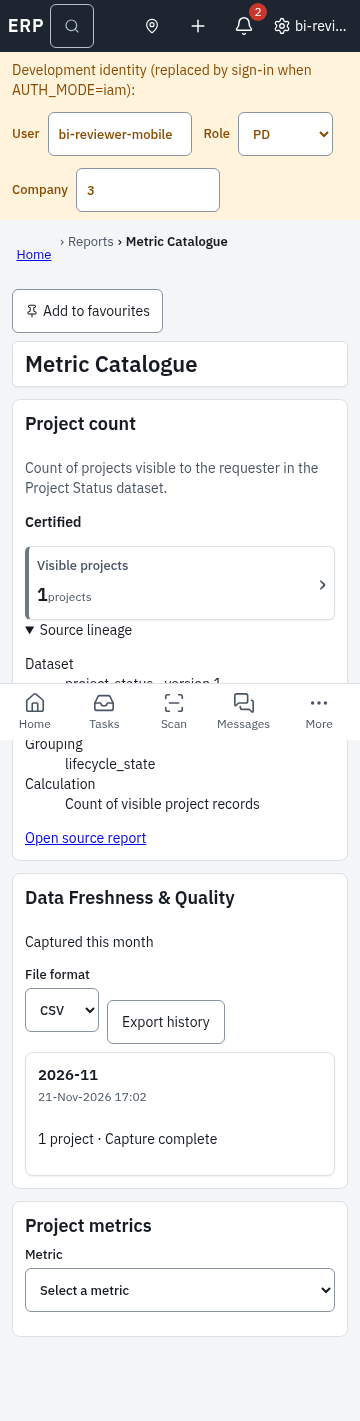 ERP
2
bi-revi...
Development identity (replaced by sign-in when
AUTH_MODE=iam):
User
bi-reviewer-mobile
Role
PD
Company
3
Home › Reports › Metric Catalogue
Add to favourites
Metric Catalogue
Project count
Count of projects visible to the requester in the
Project Status dataset.
Certified
Visible projects
1 projects
Source lineage
Dataset
Home
Tasks
Scan
Messages
More
Grouping
lifecycle_state
Calculation
Count of visible project records
Open source report
Data Freshness & Quality
Captured this month
File format
CSV
Export history
2026-11
21-Nov-2026 17:02
1 project · Capture complete
Project metrics
Metric
Select a metric